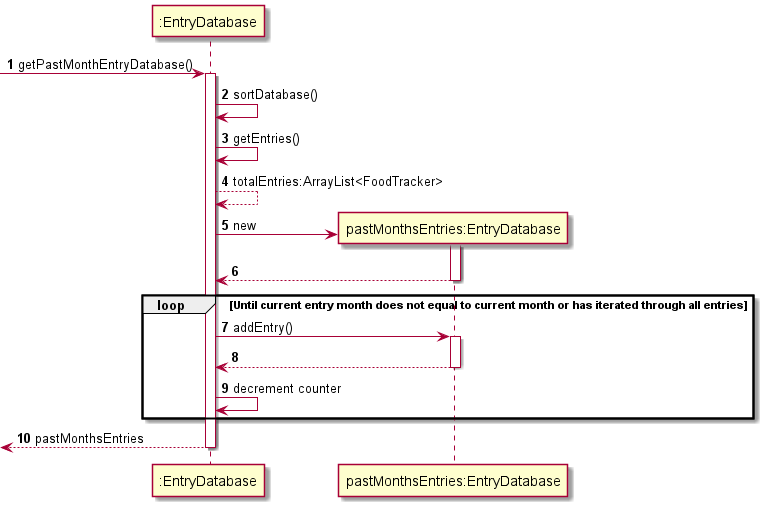 :EntryDatabase
1 getPastMonthEntryDatabase()
2 sortDatabase()
3 getEntries()
4 totalEntries:ArrayList<FoodTracker>
5 new
pastMonthsEntries:EntryDatabase
6
loop [Until current entry month does not equal to current month or has iterated through all entries]
7 addEntry()
8
9 decrement counter
10 pastMonthsEntries
:EntryDatabase pastMonthsEntries:EntryDatabase